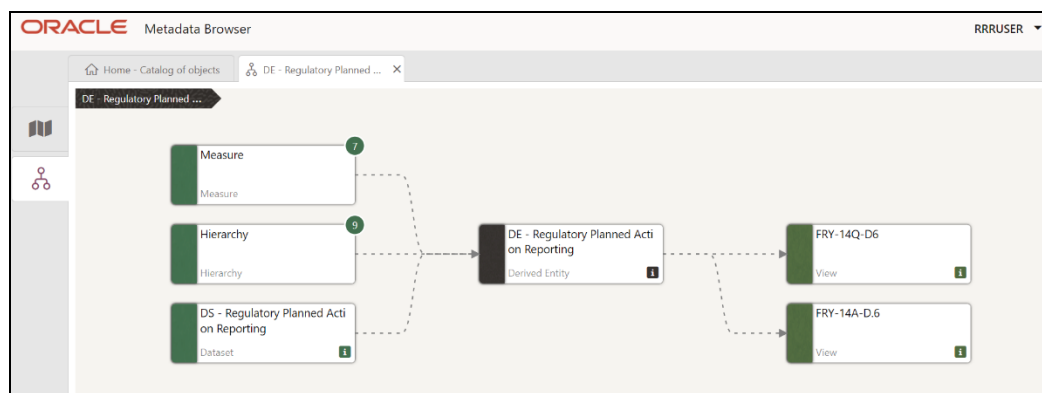 ORACLE Metadata Browser RRRUSER
Home - Catalog of objects DE - Regulatory Planned ... X
DE - Regulatory Planned ...
Measure 7
Measure
Hierarchy 9
Hierarchy
DS - Regulatory Planned Acti
on Reporting
Dataset i
DE - Regulatory Planned Acti
on Reporting
Derived Entity i
FRY-14Q-D6
View i
FRY-14A-D.6
View i